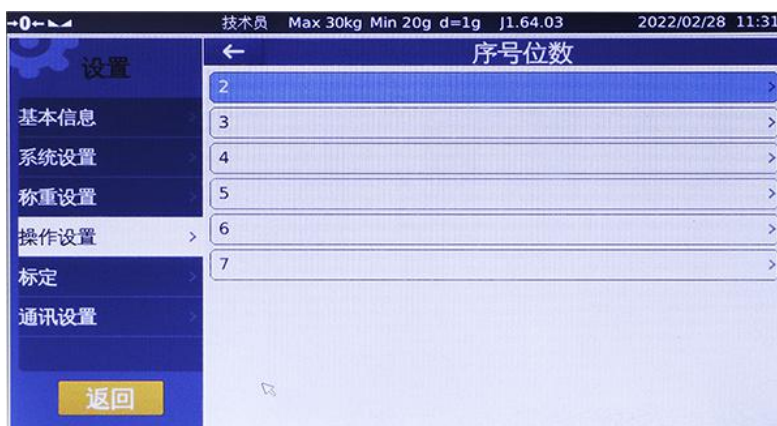 →0← 技术员 Max 30kg Min 20g d=1g J1.64.03 2022/02/28 11:31
设置
← 序号位数
2
3
4
5
6
7
基本信息
系统设置
称重设置
操作设置
标定
通讯设置
返回